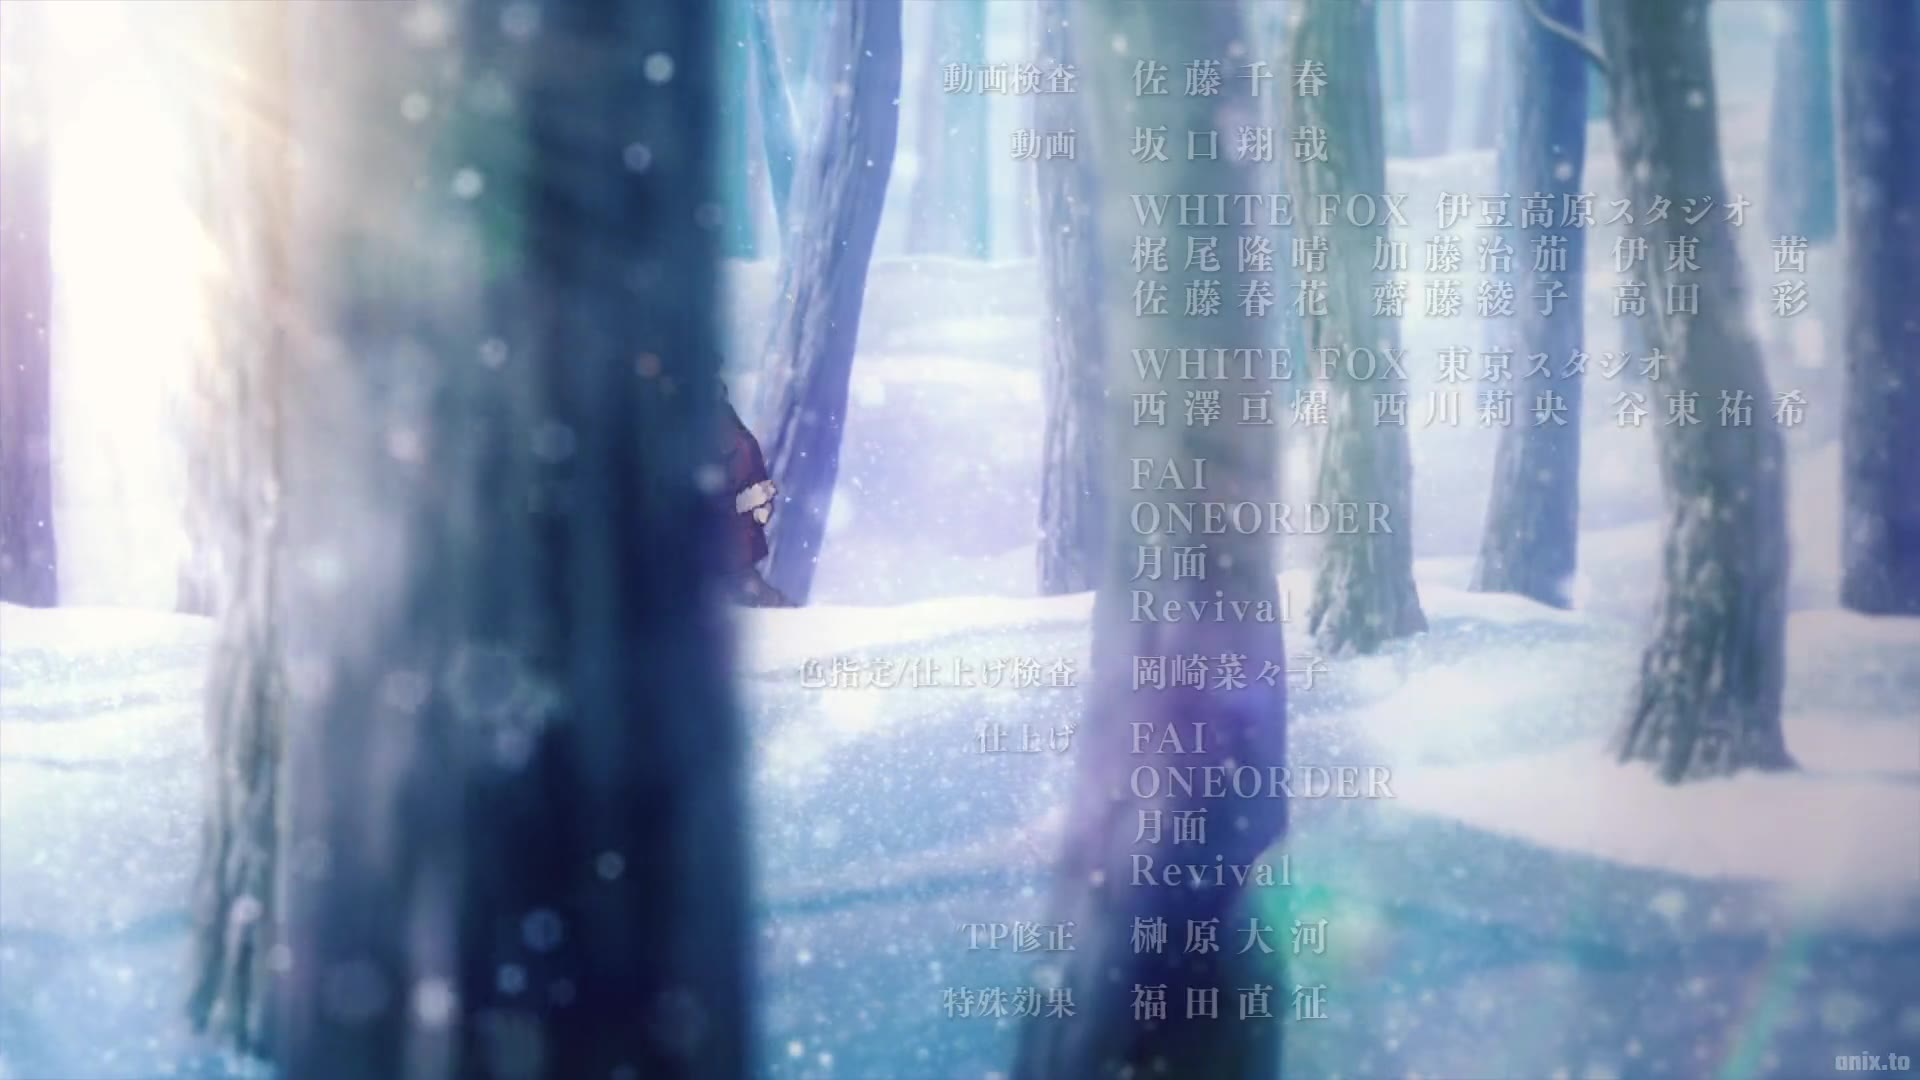 動画検査 佐藤千春
動画 坂口翔哉
WHITE FOX 伊豆高原スタジオ
梶尾隆晴 加藤治茄 伊東 茜
佐藤春花 齋藤綾子 高田 彩
WHITE FOX 東京スタジオ
西澤亘燿 西川莉央 谷東祐希
FAI
ONEORDER
月面
Revival
色指定/仕上げ検査 岡崎菜々子
仕上げ FAI
ONEORDER
月面
Revival
TP修正 榊原大河
特殊効果 福田直征
anix.to